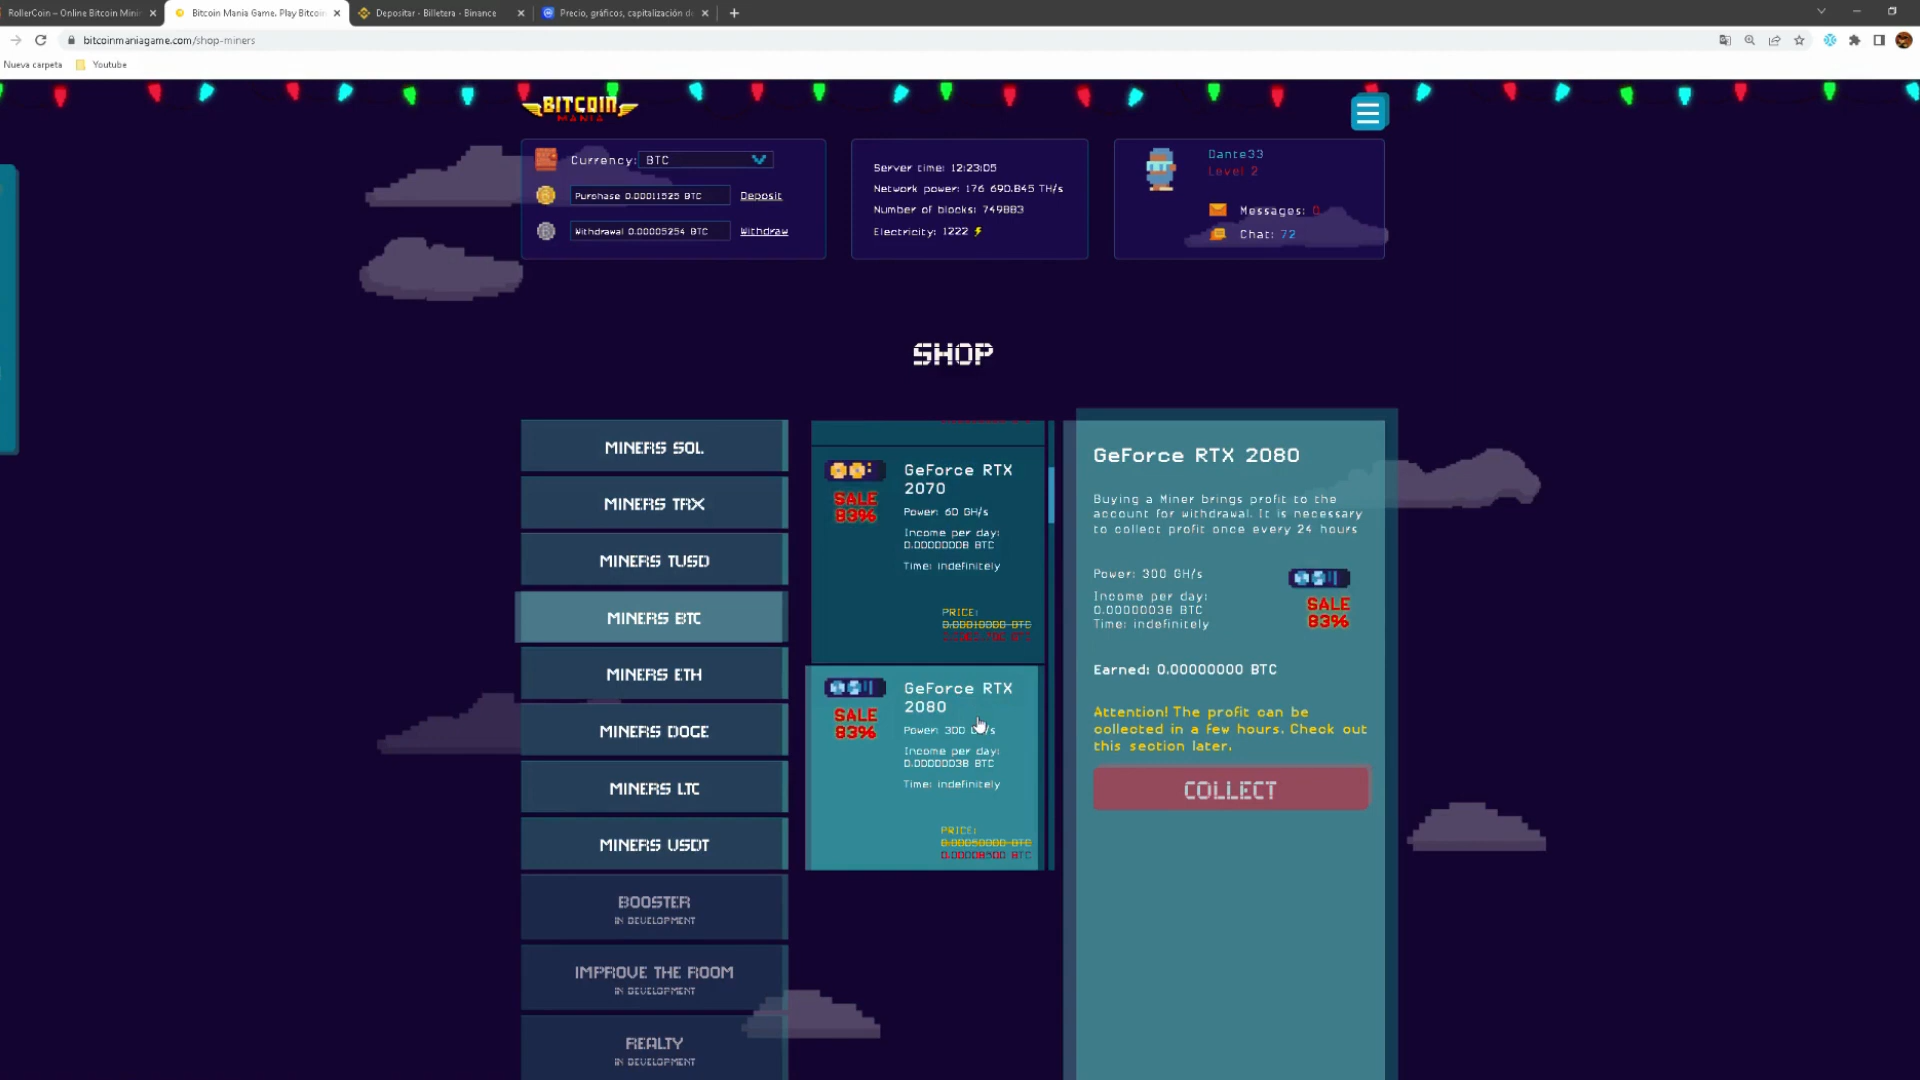 RollerCoin – Online Bitcoin Mini
Bitcoin Mania Game. Play Bitcoin
Depositar - Billetera - Binance
Precio, gráficos, capitalización de
bitcoinmaniagame.com/shop-miners
Nueva carpeta
Youtube
BITCOIN
MANIA
Currency: BTC
Purchase 0.00011525 BTC
Deposit
Withdrawal 0.00005254 BTC
Withdraw
Server time: 12:23:05
Network power: 176 690.845 TH/s
Number of blocks: 749883
Electricity: 1222
Dante33
Level 2
Messages: 0
Chat: 72
SHOP
MINERS SOL
MINERS TRX
MINERS TUSD
MINERS BTC
MINERS ETH
MINERS DOGE
MINERS LTC
MINERS USDT
BOOSTER
IN DEVELOPMENT
IMPROVE THE ROOM
IN DEVELOPMENT
REALTY
IN DEVELOPMENT
GeForce RTX
2070
SALE
83%
Power: 60 GH/s
Income per day:
0.00000008 BTC
Time: indefinitely
PRICE:
0.00010000 BTC
GeForce RTX
2080
SALE
83%
Power: 300
Income per day:
0.00000038 BTC
Time: indefinitely
PRICE:
0.00050000 BTC
0.00008500 BTC
GeForce RTX 2080
Buying a Miner brings profit to the
account for withdrawal. It is necessary
to collect profit once every 24 hours
Power: 300 GH/s
Income per day:
0.00000038 BTC
Time: indefinitely
SALE
83%
Earned: 0.00000000 BTC
Attention! The profit can be
collected in a few hours. Check out
this section later.
COLLECT